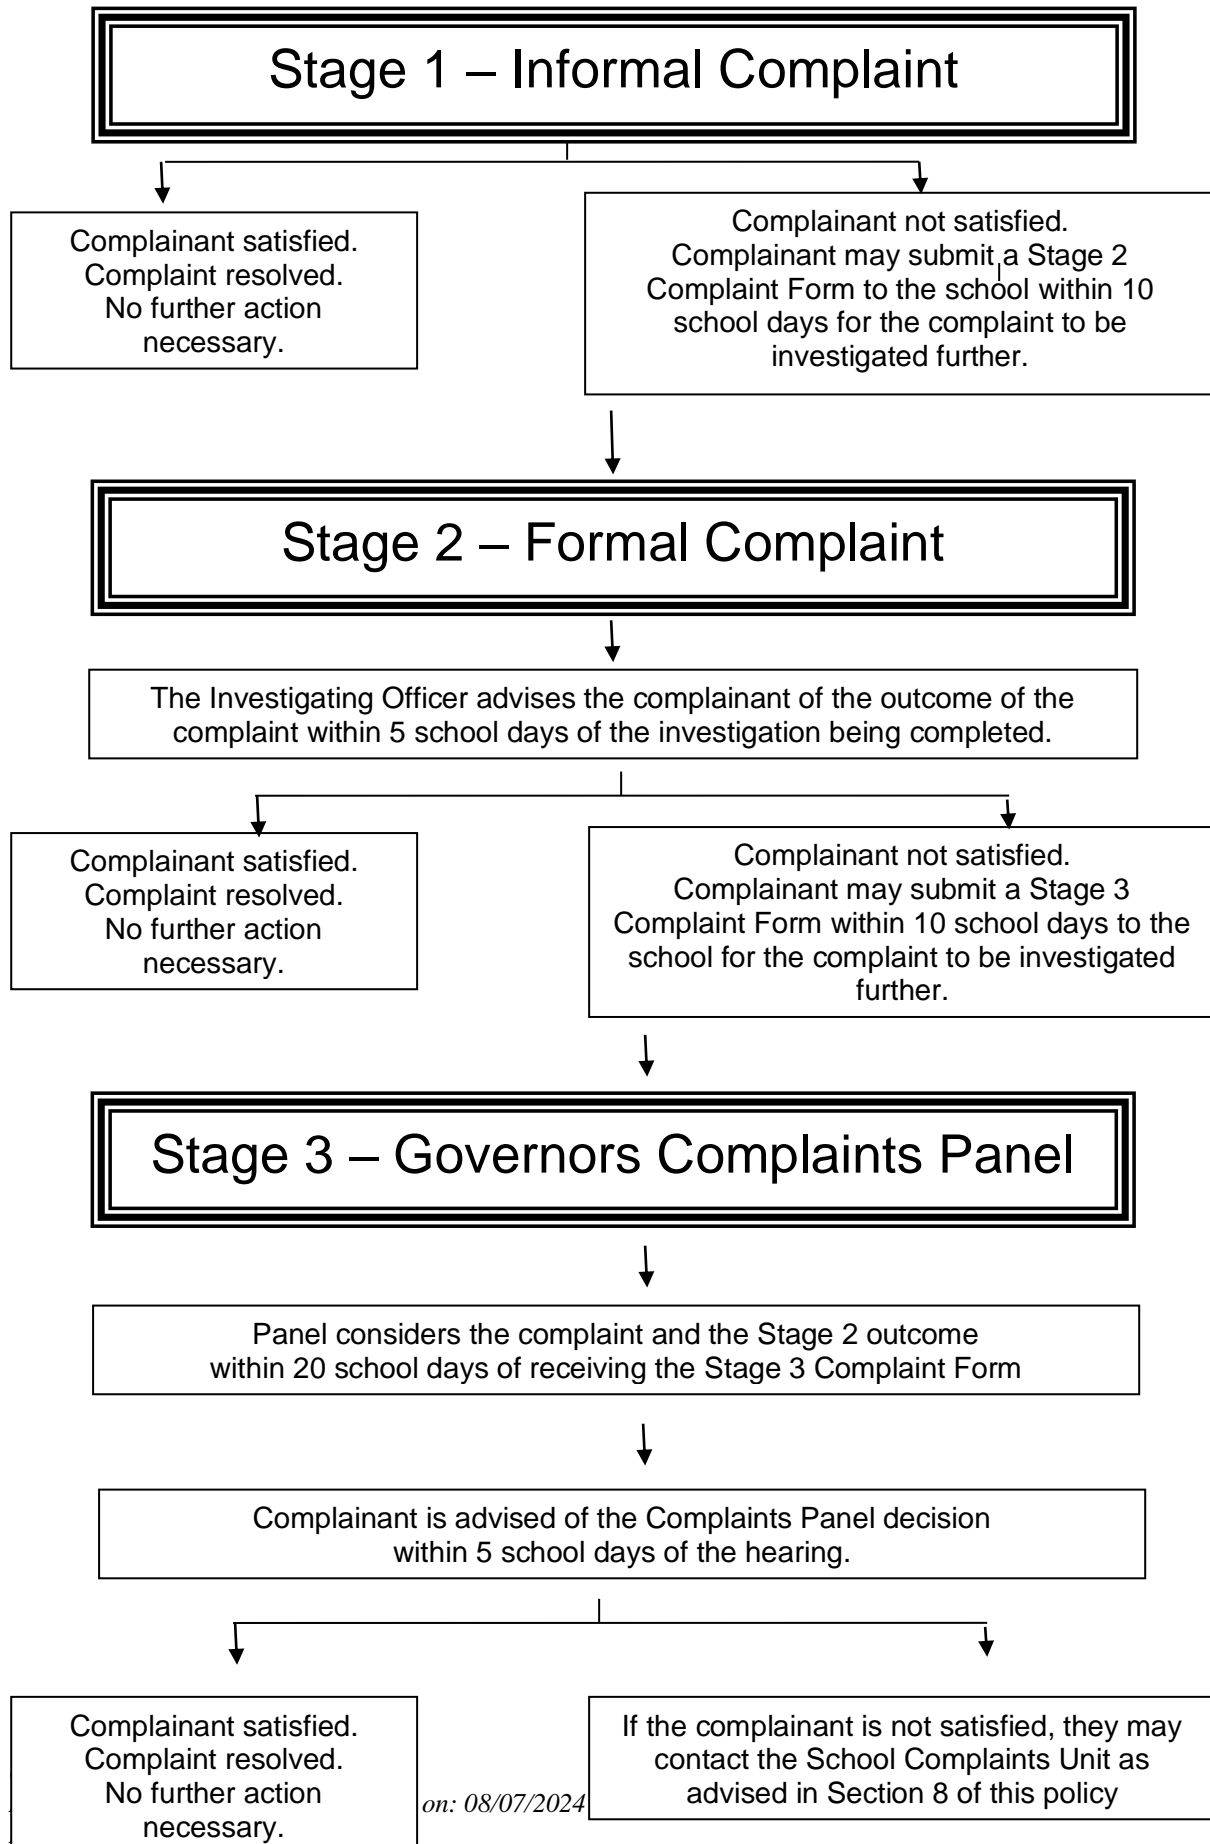 Stage 1 – Informal Complaint
Complainant satisfied.
Complaint resolved.
No further action
necessary.
Complainant not satisfied.
Complainant may submit a Stage 2
Complaint Form to the school within 10
school days for the complaint to be
investigated further.
Stage 2 – Formal Complaint
The Investigating Officer advises the complainant of the outcome of the
complaint within 5 school days of the investigation being completed.
Complainant satisfied.
Complaint resolved.
No further action
necessary.
Complainant not satisfied.
Complainant may submit a Stage 3
Complaint Form within 10 school days to the
school for the complaint to be investigated
further.
Stage 3 – Governors Complaints Panel
Panel considers the complaint and the Stage 2 outcome
within 20 school days of receiving the Stage 3 Complaint Form
Complainant is advised of the Complaints Panel decision
within 5 school days of the hearing.
Complainant satisfied.
Complaint resolved.
No further action
necessary.
If the complainant is not satisfied, they may
contact the School Complaints Unit as
advised in Section 8 of this policy
on: 08/07/2024